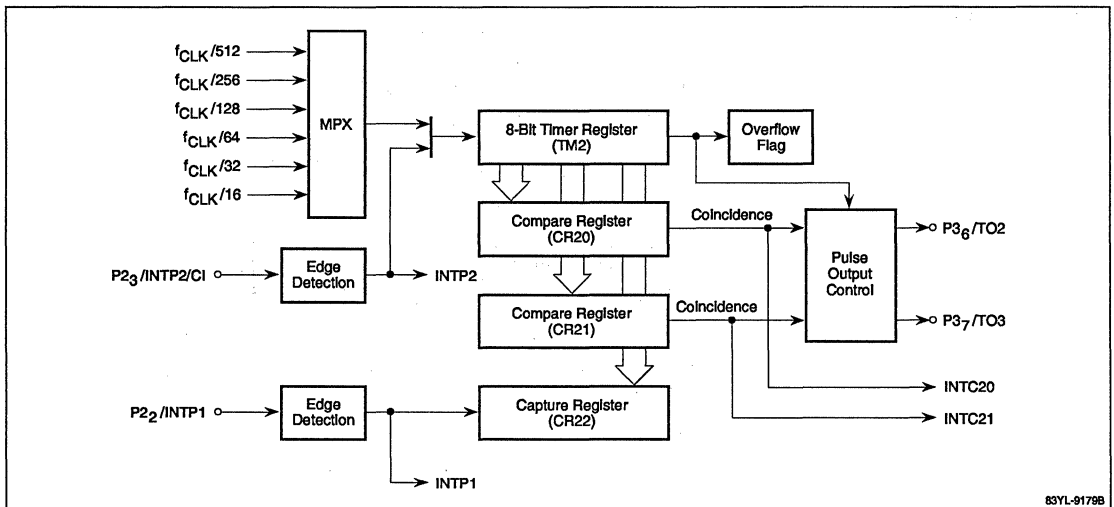 fCLK/512
fCLK/256
fCLK/128
fCLK/64
fCLK/32
fCLK/16
MPX
8-Bit Timer Register
(TM2)
Overflow
Flag
Compare Register
(CR20)
Coincidence
P23/INTP2/CI
Edge
Detection
INTP2
Pulse
Output
Control
P36/TO2
P37/TO3
Compare Register
(CR21)
Coincidence
INTC20
INTC21
P22/INTP1
Edge
Detection
Capture Register
(CR22)
INTP1
83YL-9179B